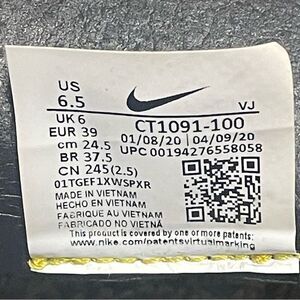 US
6.5
UK 6
EUR 39
cm 24.5
BR 37.5
CN 245(2.5)
VJ
CT1091-100
01/08/20 04/09/20
UPC 00194276558058
01TGEF1XWSPXR
MADE IN VIETNAM
HECHO EN VIETNAM
FABRIQUE AU VIETNAM
FABRICADO NO VIETNÃ
This product is covered by one or more patents:
www.nike.com/patentsvirtualmarking